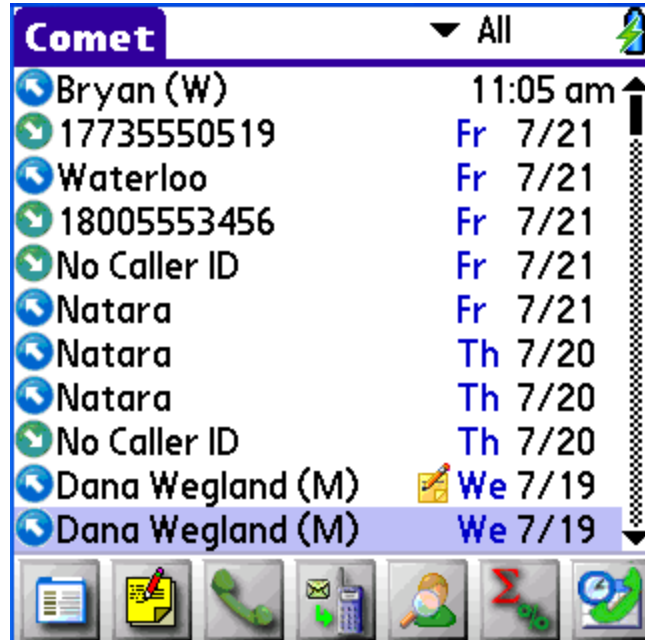 Comet All
Bryan (W) 11:05 am
17735550519 Fr 7/21
Waterloo Fr 7/21
18005553456 Fr 7/21
No Caller ID Fr 7/21
Natara Fr 7/21
Natara Th 7/20
Natara Th 7/20
No Caller ID Th 7/20
Dana Wegland (M) We 7/19
Dana Wegland (M) We 7/19